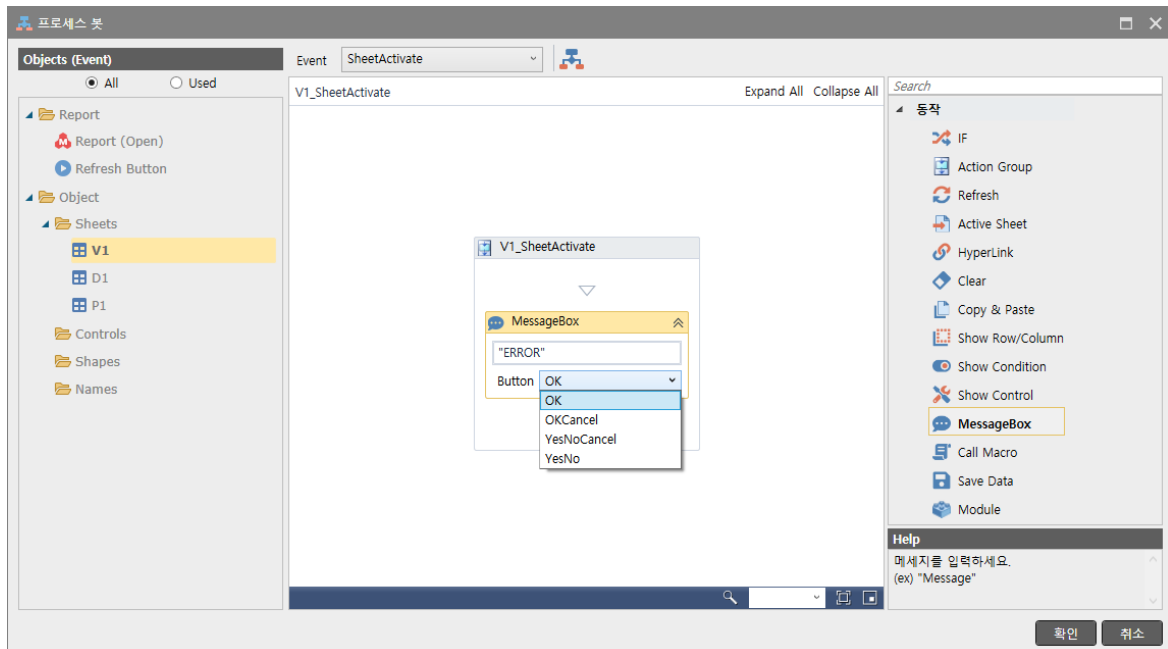 프로세스 봇
Objects (Event)
All Used
Report
Report (Open)
Refresh Button
Object
Sheets
V1
D1
P1
Controls
Shapes
Names
Event SheetActivate
V1_SheetActivate Expand All Collapse All
V1_SheetActivate
MessageBox
"ERROR"
Button OK
OK
OKCancel
YesNoCancel
YesNo
Search
동작
IF
Action Group
Refresh
Active Sheet
HyperLink
Clear
Copy & Paste
Show Row/Column
Show Condition
Show Control
MessageBox
Call Macro
Save Data
Module
Help
메세지를 입력하세요.
(ex) "Message"
확인 취소